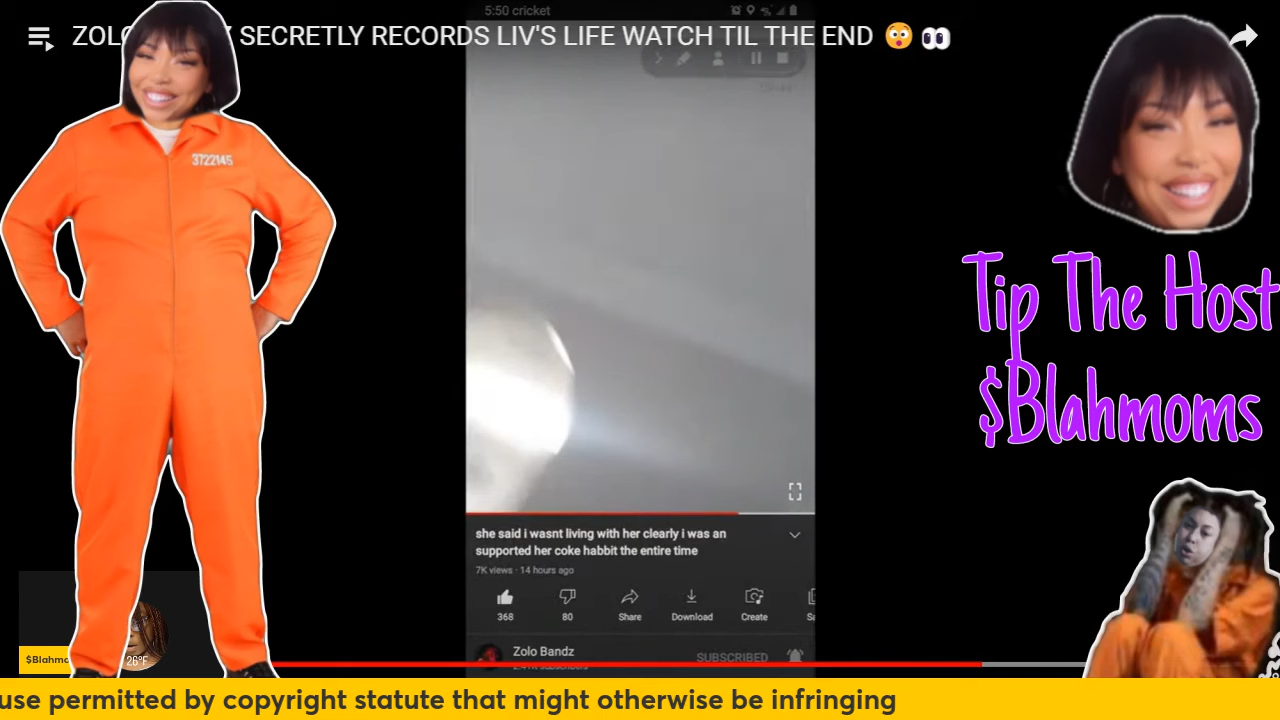 5:50 cricket
SECRETLY RECORDS LIV'S LIFE WATCH TIL THE END 😲 👀
3722145
Tip The Host
$Blahmoms
she said i wasnt living with her clearly i was an
supported her coke habbit the entire time
7K views · 14 hours ago
368
80
Share
Download
Create
Zolo Bandz
SUBSCRIBED
26°F
use permitted by copyright statute that might otherwise be infringing